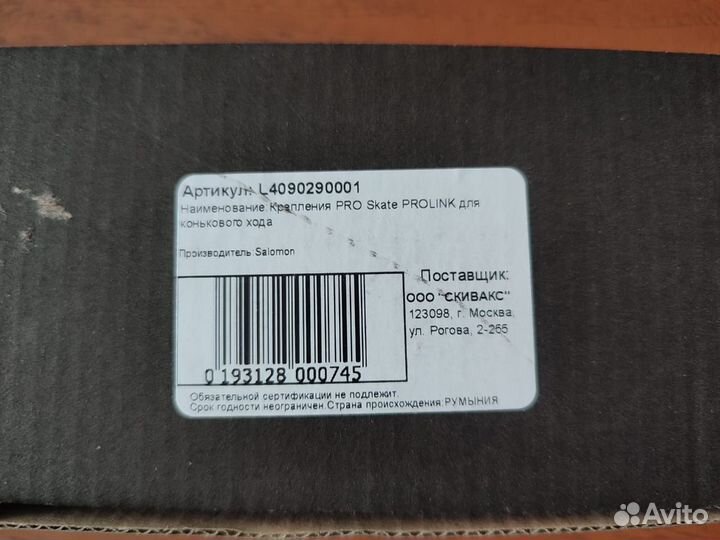 Артикул: L4090290001
Наименование:Крепления PRO Skate PROLINK для
конькового хода
Производитель:Salomon
Поставщик:
ООО "СКИВАКС"
123098, г. Москва,
ул. Рогова, 2-265
0 193128 000745
Обязательной сертификации не подлежит.
Срок годности неограничен.Страна происхождения:РУМЫНИЯ
Avito